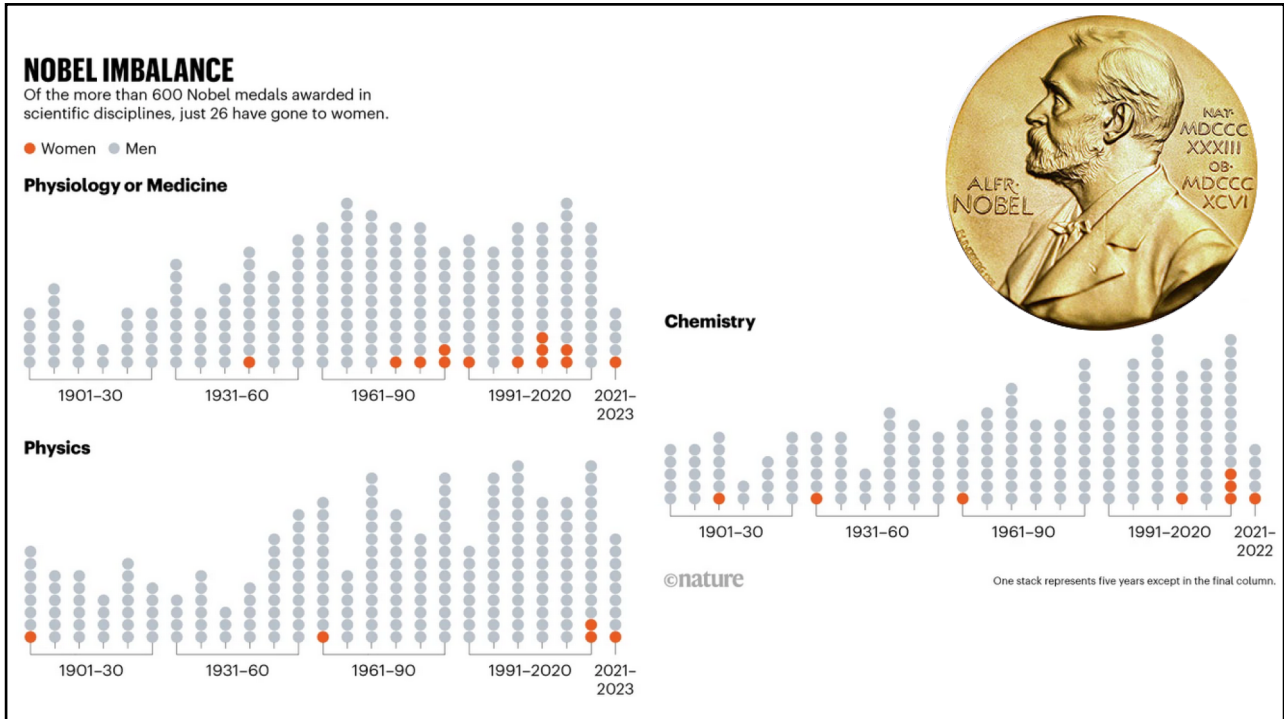 NOBEL IMBALANCE
Of the more than 600 Nobel medals awarded in
scientific disciplines, just 26 have gone to women.
Women Men
Physiology or Medicine
1901–30 1931–60 1961–90 1991–2020 2021–
2023
Physics
1901–30 1931–60 1961–90 1991–2020 2021–
2023
ALFR·
NOBEL
NAT·
MDCCC
XXXIII
OB·
MDCCC
XCVI
Chemistry
1901–30 1931–60 1961–90 1991–2020 2021–
2022
©nature
One stack represents five years except in the final column.